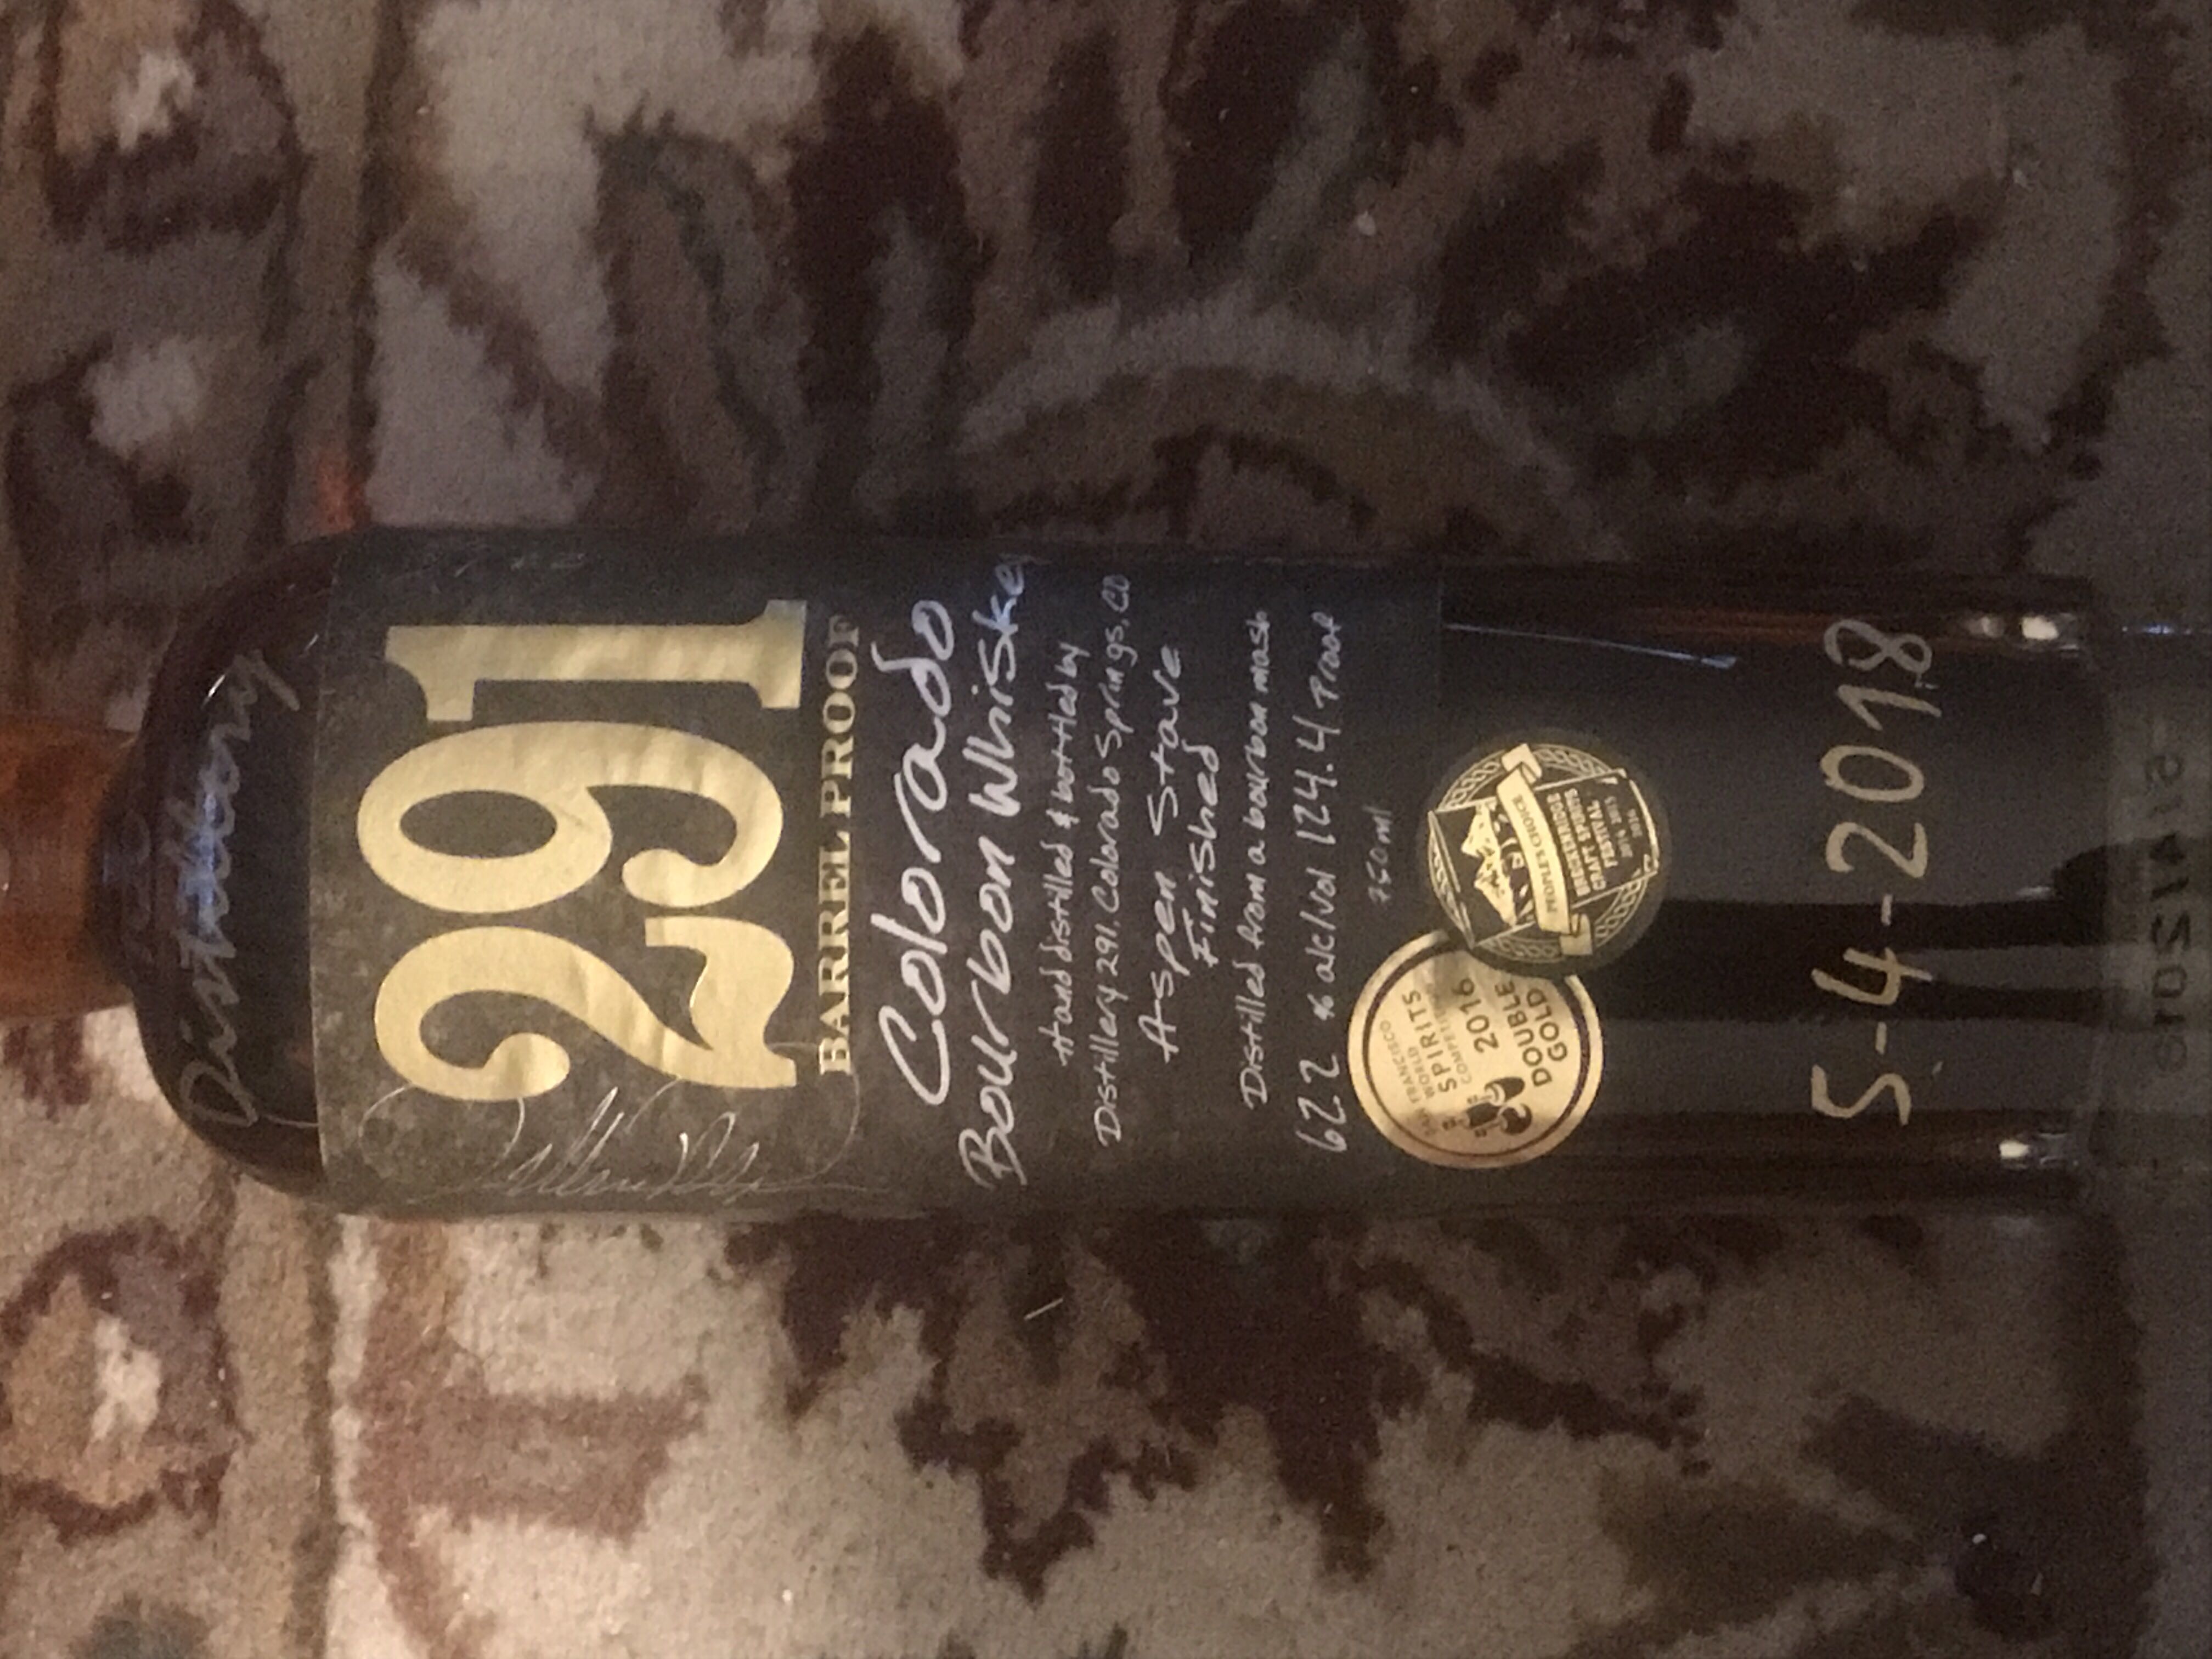 291
BARREL PROOF
Colorado
Bourbon Whiskey
Hand distilled & bottled by
Distillery 291, Colorado Springs, CO
Aspen Stave
Finished
Distilled from a bourbon mash
62.2 % alc/vol 124.4 Proof
750ml
SAN FRANCISCO
WORLD
SPIRITS
COMPETITION
2016
DOUBLE
GOLD
PEOPLE'S CHOICE
BRECKENRIDGE
CRAFT SPIRITS
FESTIVAL
5-4-2018